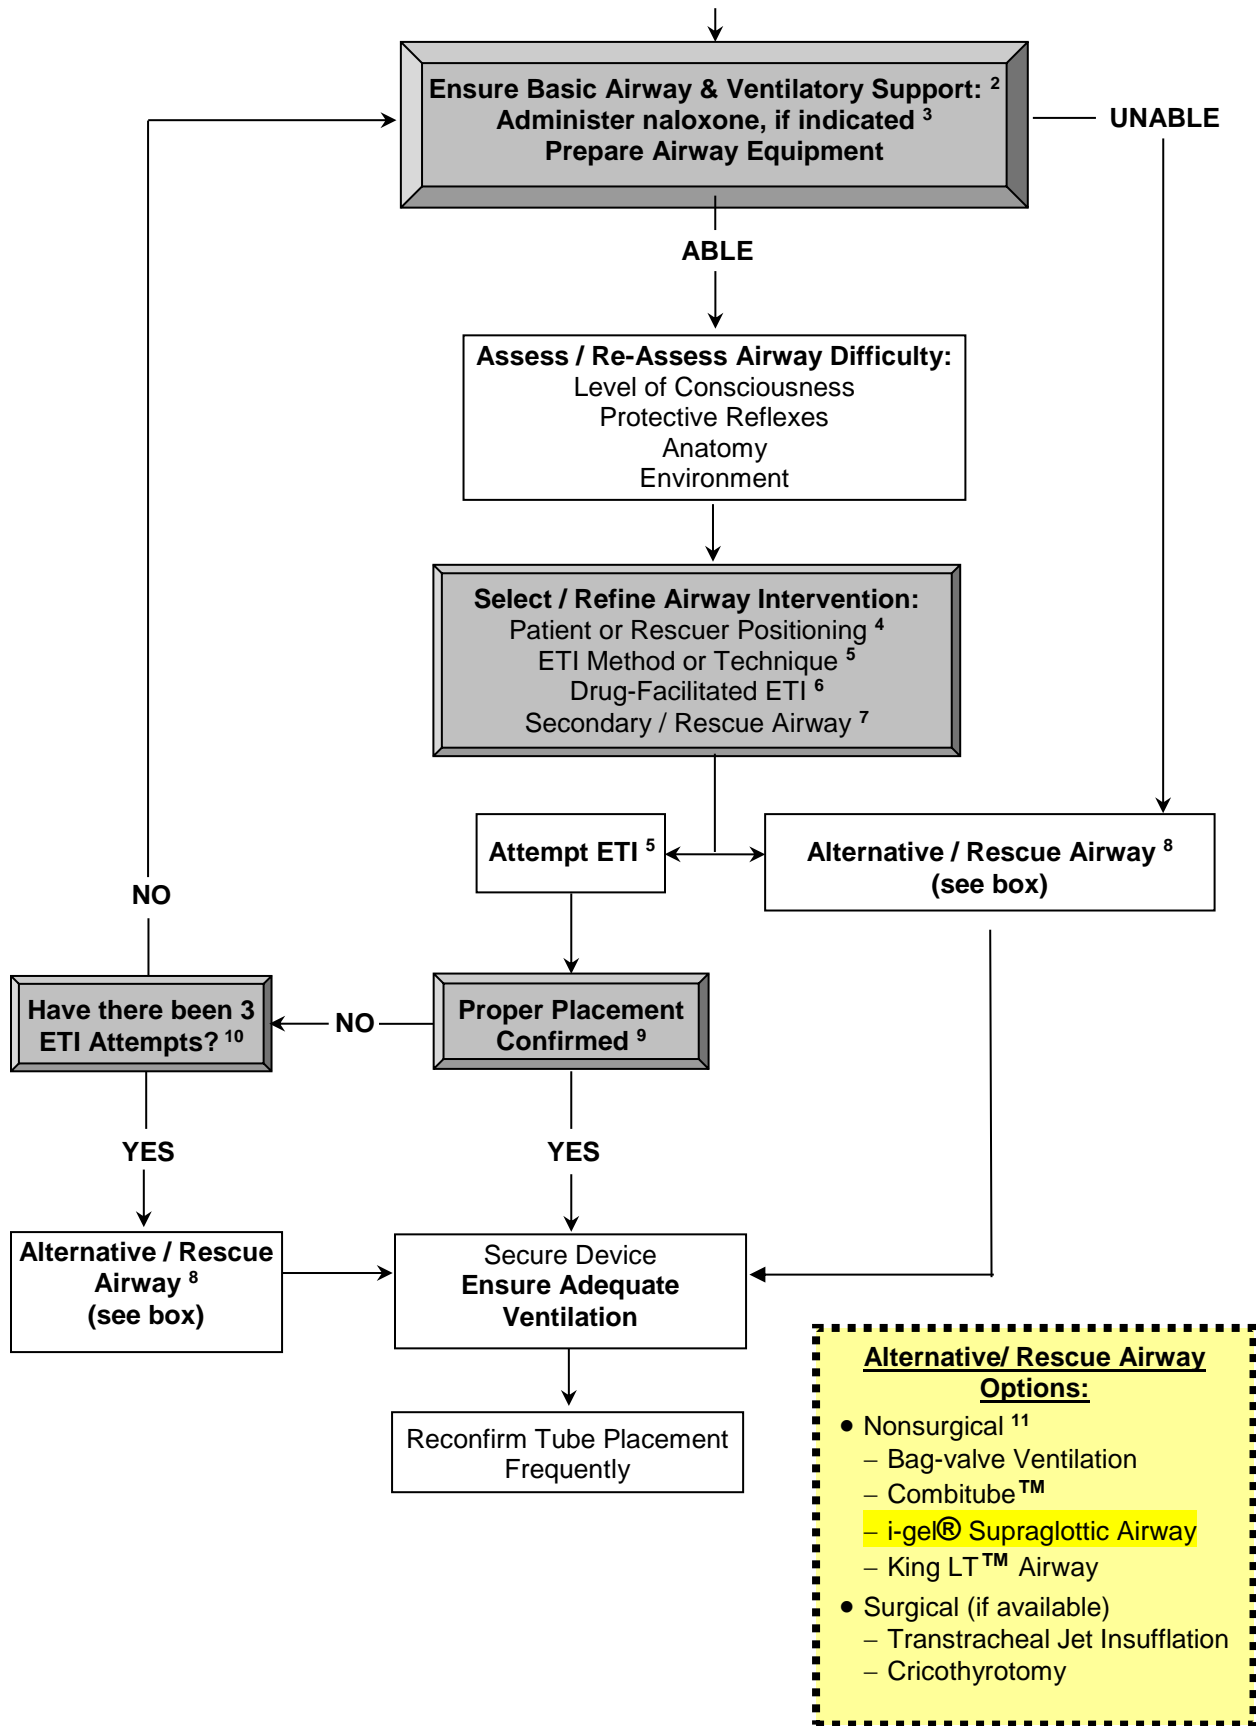 Ensure Basic Airway & Ventilatory Support: 2
Administer naloxone, if indicated 3
Prepare Airway Equipment
UNABLE
ABLE
Assess / Re-Assess Airway Difficulty:
Level of Consciousness
Protective Reflexes
Anatomy
Environment
Select / Refine Airway Intervention:
Patient or Rescuer Positioning 4
ETI Method or Technique 5
Drug-Facilitated ETI 6
Secondary / Rescue Airway 7
Attempt ETI 5
Alternative / Rescue Airway 8
(see box)
NO
Have there been 3
ETI Attempts? 10
NO
Proper Placement
Confirmed 9
YES
YES
Alternative / Rescue
Airway 8
(see box)
Secure Device
Ensure Adequate
Ventilation
Reconfirm Tube Placement
Frequently
Alternative/ Rescue Airway
Options:
• Nonsurgical 11
– Bag-valve Ventilation
– Combitube™
– i-gel® Supraglottic Airway
– King LT™ Airway
• Surgical (if available)
– Transtracheal Jet Insufflation
– Cricothyrotomy